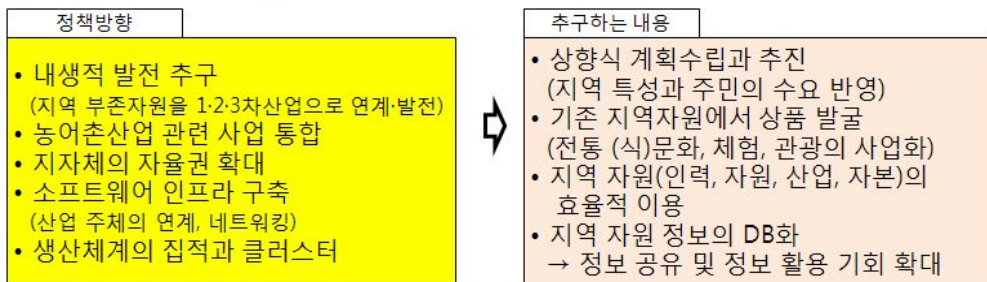 정책방향
• 내생적 발전 추구
(지역 부존자원을 1·2·3차산업으로 연계·발전)
• 농어촌산업 관련 사업 통합
• 지자체의 자율권 확대
• 소프트웨어 인프라 구축
(산업 주체의 연계, 네트워킹)
• 생산체계의 집적과 클러스터
추구하는 내용
• 상향식 계획수립과 추진
(지역 특성과 주민의 수요 반영)
• 기존 지역자원에서 상품 발굴
(전통 (식)문화, 체험, 관광의 사업화)
• 지역 자원(인력, 자원, 산업, 자본)의
효율적 이용
• 지역 자원 정보의 DB화
→ 정보 공유 및 정보 활용 기회 확대